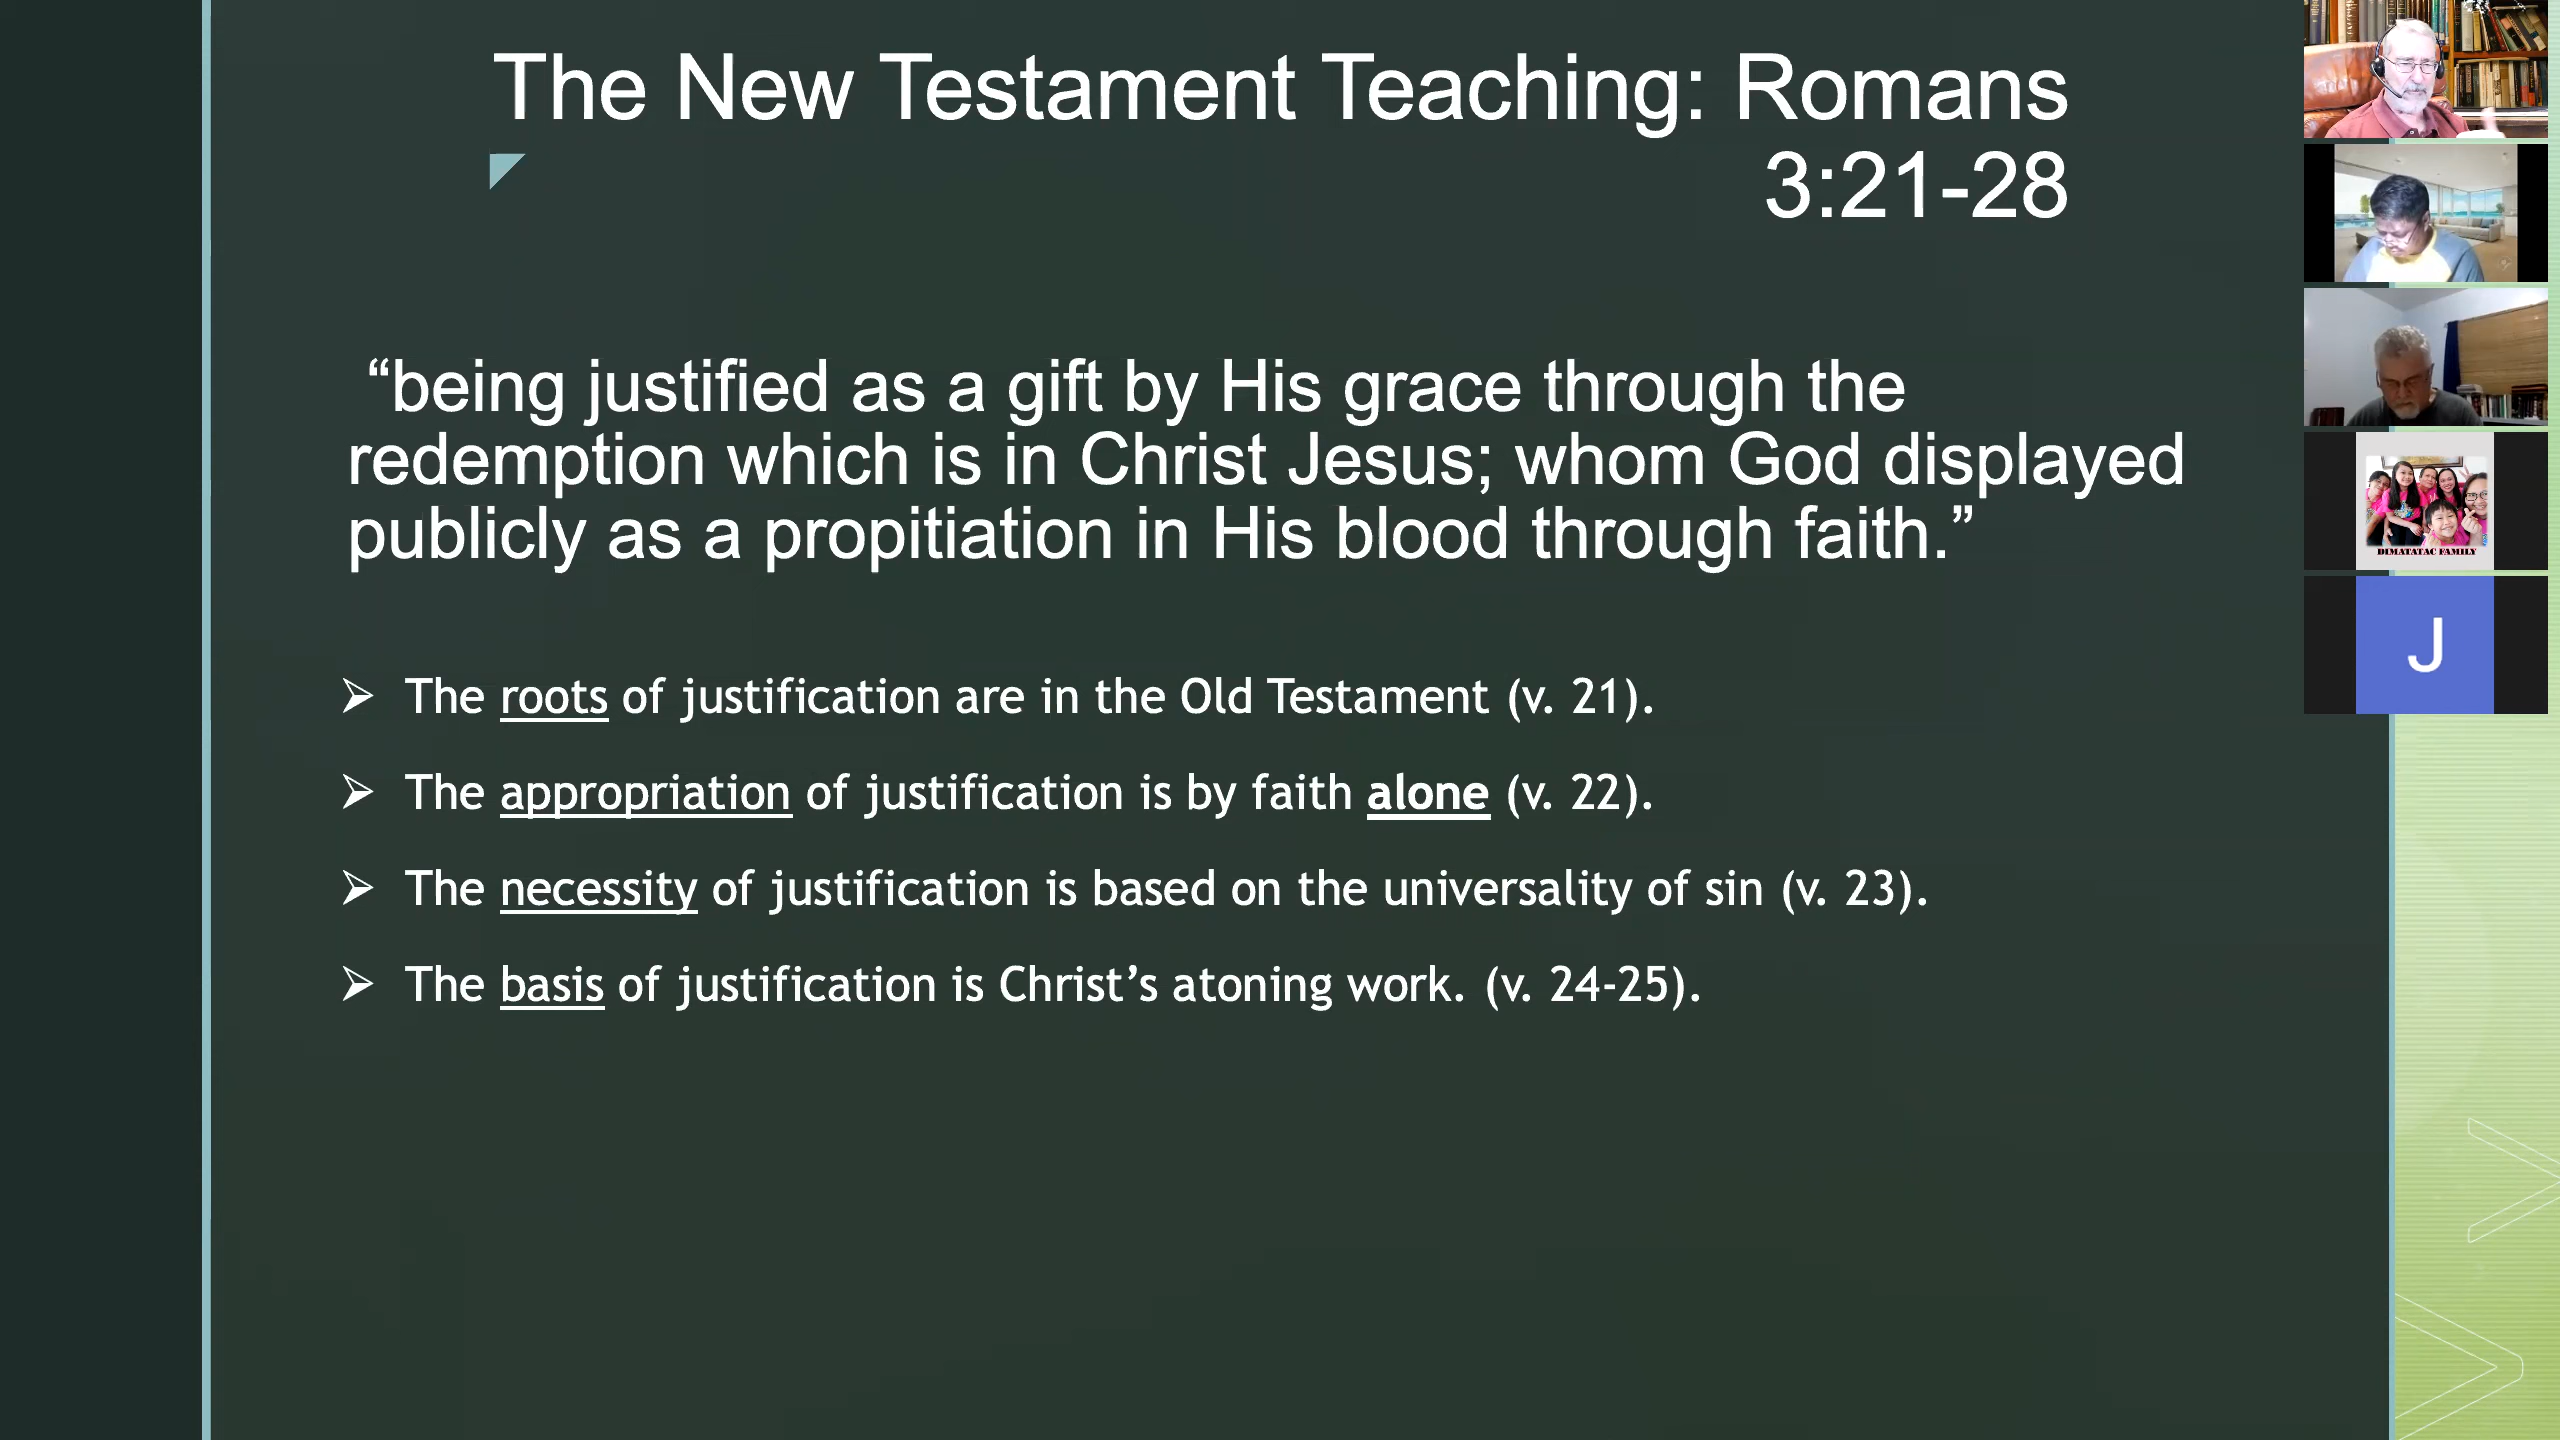 The New Testament Teaching: Romans
3:21-28
“being justified as a gift by His grace through the
redemption which is in Christ Jesus; whom God displayed
publicly as a propitiation in His blood through faith.”
➢ The roots of justification are in the Old Testament (v. 21).
➢ The appropriation of justification is by faith alone (v. 22).
➢ The necessity of justification is based on the universality of sin (v. 23).
➢ The basis of justification is Christ’s atoning work. (v. 24-25).
DIMATATAC FAMILY
J